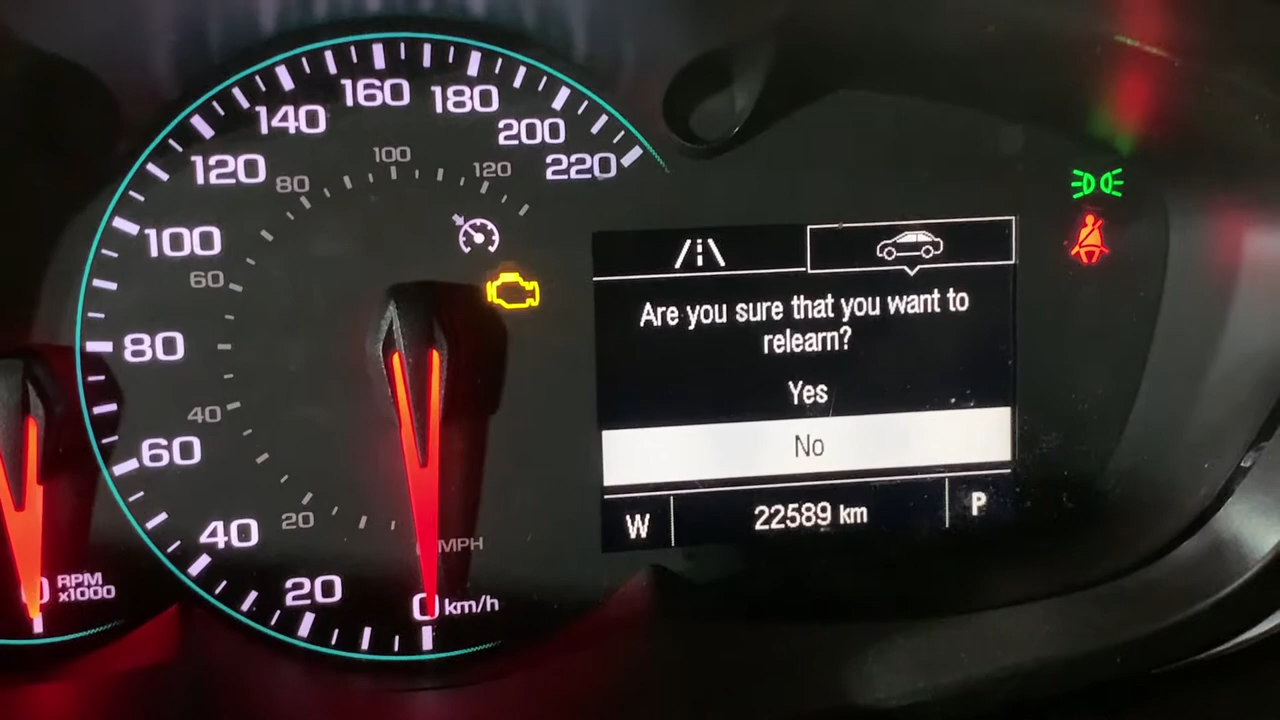 160
180
140
200
120
220
100
120
80
100
60
80
40
60
20
40
MPH
20
0 km/h
0
RPM
x1000
Are you sure that you want to
relearn?
Yes
No
W
22589 km
P